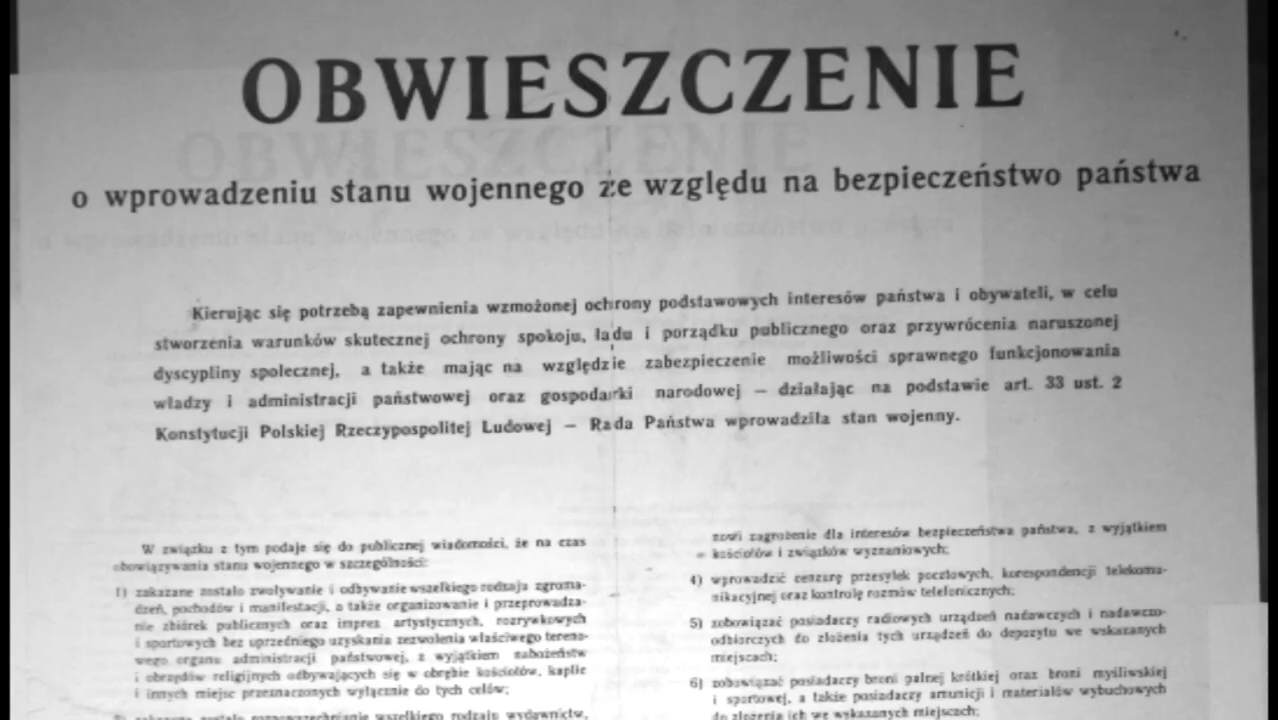 OBWIESZCZENIE
o wprowadzeniu stanu wojennego ze względu na bezpieczeństwo państwa
Kierując się potrzebą zapewnienia wzmożonej ochrony podstawowych interesów państwa i obywateli, w celu
stworzenia warunków skutecznej ochrony spokoju, ładu i porządku publicznego oraz przywrócenia naruszonej
dyscypliny społecznej, a także mając na względzie zabezpieczenie możliwości sprawnego funkcjonowania
władzy i administracji państwowej oraz gospodarki narodowej — działając na podstawie art. 33 ust. 2
Konstytucji Polskiej Rzeczypospolitej Ludowej — Rada Państwa wprowadziła stan wojenny.
W związku z tym podaje się do publicznej wiadomości, że na czas
obowiązywania stanu wojennego w szczególności:
1) zakazane zostało zwoływanie i odbywanie wszelkiego rodzaju zgroma-
dzeń, pochodów i manifestacji, a także organizowanie i przeprowadza-
nie zbiórek publicznych oraz imprez artystycznych, rozrywkowych
i sportowych bez uprzedniego uzyskania zezwolenia właściwego tereno-
wego organu administracji państwowej, z wyjątkiem nabożeństw
i obrzędów religijnych odbywających się w obrębie kościołów, kaplic
i innych miejsc przeznaczonych wyłącznie do tych celów;
zakazane zostało rozpowszechnianie wszelkiego rodzaju wydawnictw,
zagrożenie dla interesów bezpieczeństwa państwa, z wyjątkiem
kościołów i związków wyznaniowych;
4) wprowadzić cenzurę przesyłek pocztowych, korespondencji telekomu-
nikacyjnej oraz kontrolę rozmów telefonicznych;
5) zobowiązać posiadaczy radiowych urządzeń nadawczych i nadawczo-
odbiorczych do złożenia tych urządzeń do depozytu we wskazanych
miejscach;
6) zobowiązać posiadaczy broni palnej krótkiej oraz broni myśliwskiej
i sportowej, a także posiadaczy amunicji i materiałów wybuchowych
do złożenia ich we wskazanych miejscach;